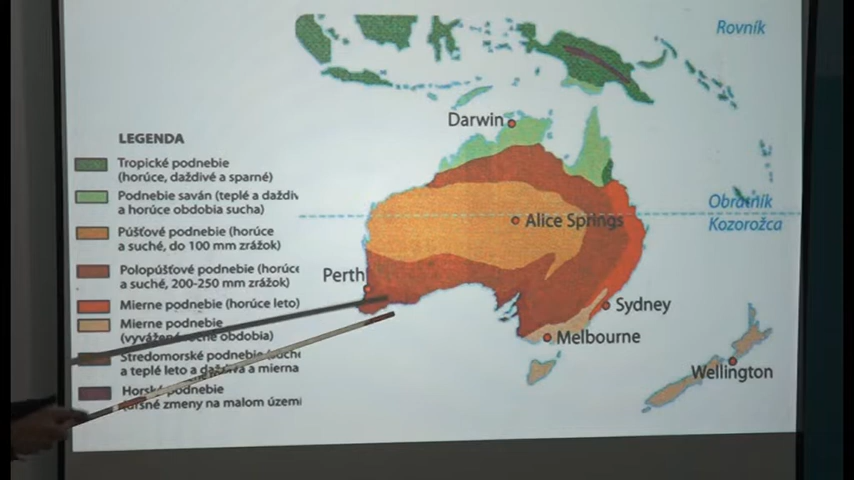 Rovník
Darwin
LEGENDA
Tropické podnebie
(horúce, daždivé a sparné)
Podnebie saván (teplé a daždiv
a horúce obdobia sucha)
Púšťové podnebie (horúce
a suché, do 100 mm zrážok)
Polopúšťové podnebie (horúce
a suché, 200-250 mm zrážok)
Mierne podnebie (horúce leto)
Mierne podnebie
obdobia)
Stredomorské podnebie
a teplé leto a a mierna
podnebie
zmeny na malom území
Obratník
Kozorožca
Alice Springs
Perth
Sydney
Melbourne
Wellington